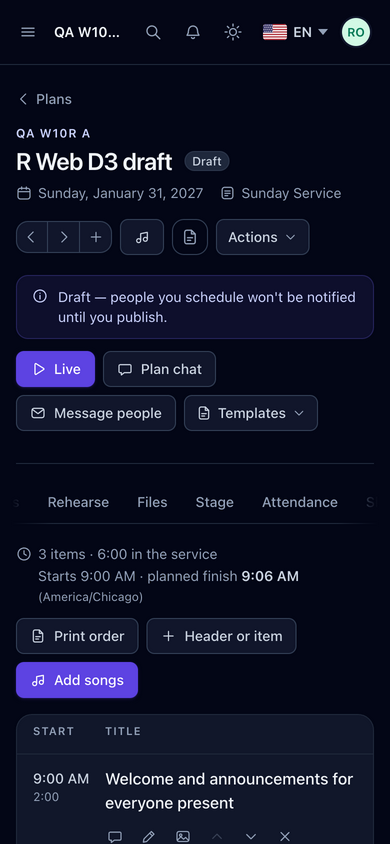 QA W10...
EN
RO
Plans
QA W10R A
R Web D3 draft
Draft
Sunday, January 31, 2027
Sunday Service
Actions
Draft — people you schedule won't be notified
until you publish.
Live
Plan chat
Message people
Templates
s
Rehearse
Files
Stage
Attendance
S
3 items · 6:00 in the service
Starts 9:00 AM · planned finish 9:06 AM
(America/Chicago)
Print order
Header or item
Add songs
START
TITLE
9:00 AM
2:00
Welcome and announcements for
everyone present